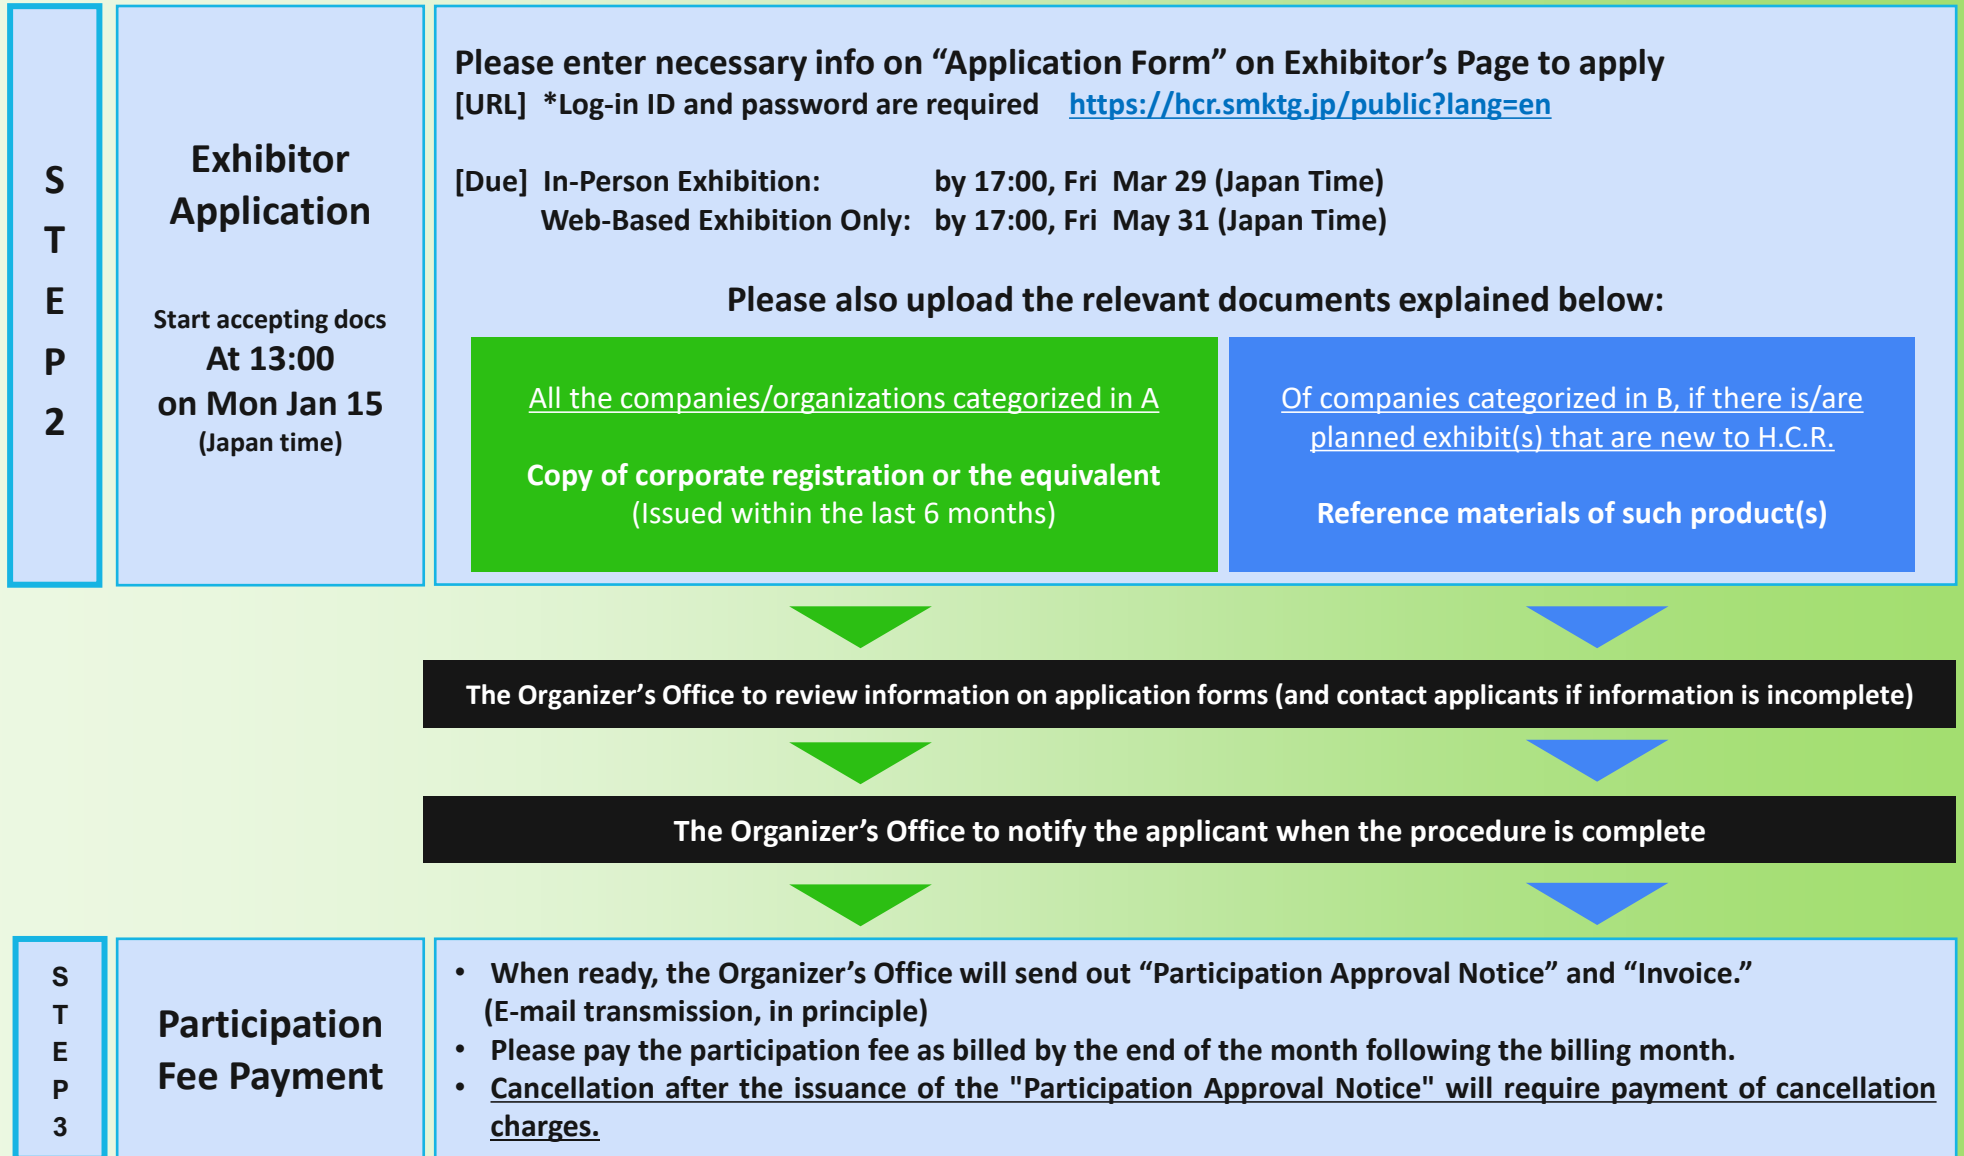 STEP2
Exhibitor
Application
Start accepting docs
At 13:00
on Mon Jan 15
(Japan time)
Please enter necessary info on “Application Form” on Exhibitor’s Page to apply
[URL] *Log-in ID and password are required https://hcr.smktg.jp/public?lang=en
[Due] In-Person Exhibition: by 17:00, Fri Mar 29 (Japan Time)
Web-Based Exhibition Only: by 17:00, Fri May 31 (Japan Time)
Please also upload the relevant documents explained below:
All the companies/organizations categorized in A
Copy of corporate registration or the equivalent
(Issued within the last 6 months)
Of companies categorized in B, if there is/are
planned exhibit(s) that are new to H.C.R.
Reference materials of such product(s)
The Organizer’s Office to review information on application forms (and contact applicants if information is incomplete)
The Organizer’s Office to notify the applicant when the procedure is complete
STEP3
Participation
Fee Payment
• When ready, the Organizer’s Office will send out “Participation Approval Notice” and “Invoice.”
(E-mail transmission, in principle)
• Please pay the participation fee as billed by the end of the month following the billing month.
• Cancellation after the issuance of the "Participation Approval Notice" will require payment of cancellation
charges.